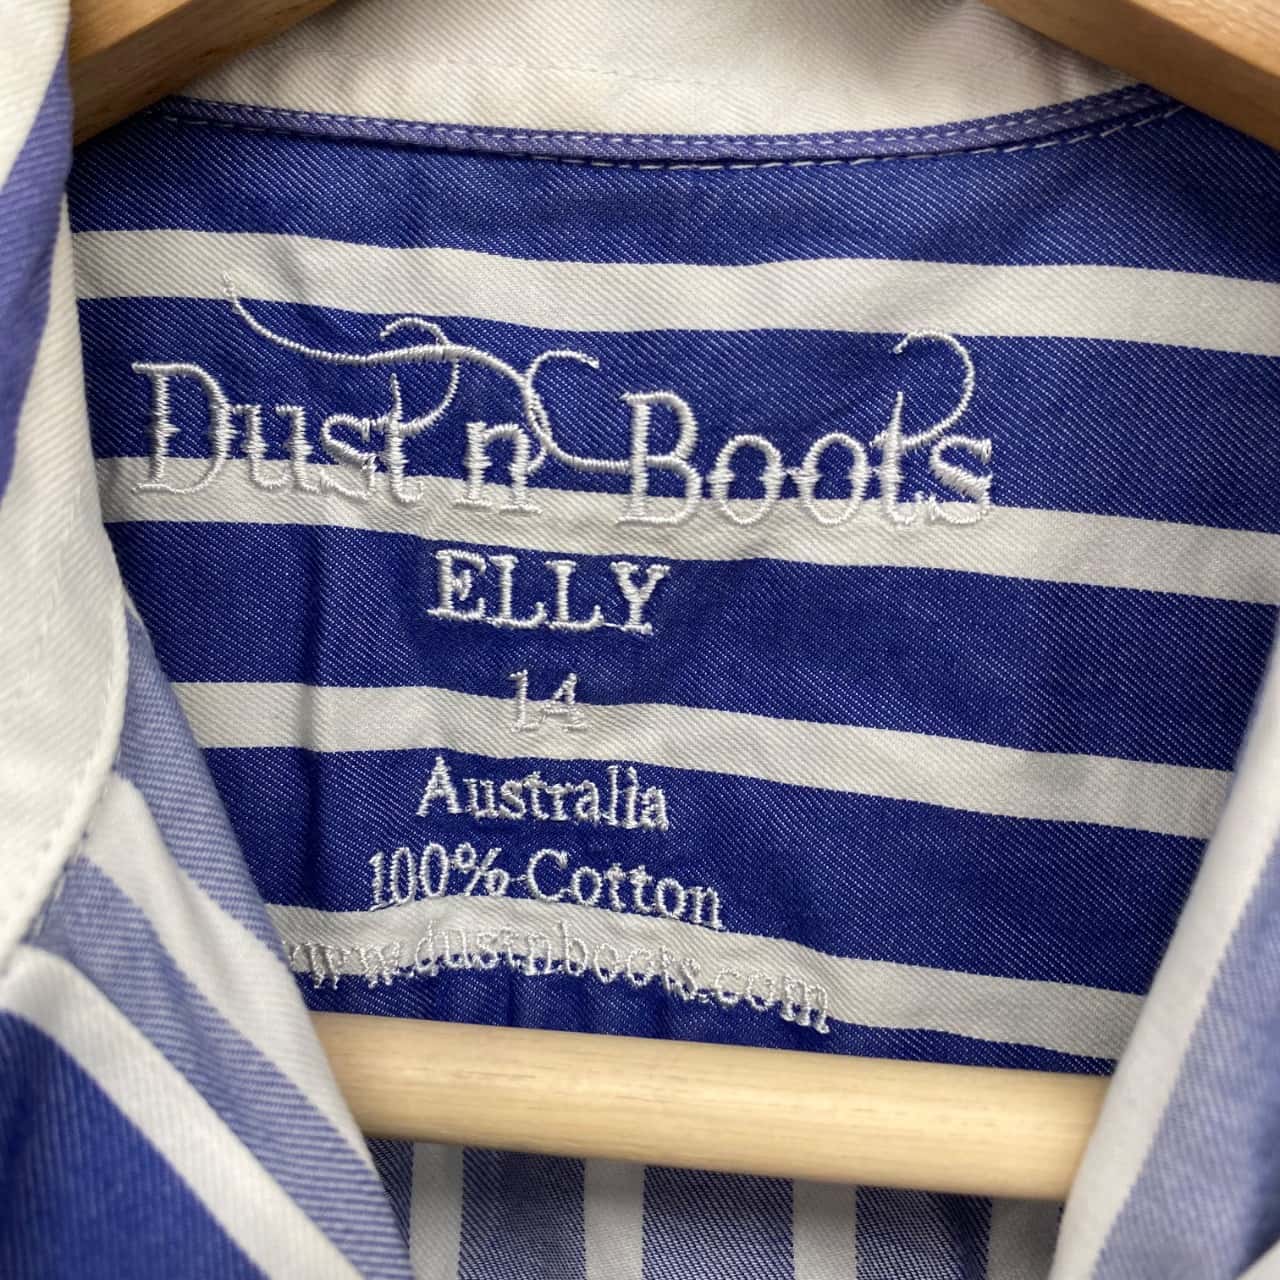 Dust n Boots
ELLY
14
Australia
100% Cotton
www.dustnboots.com